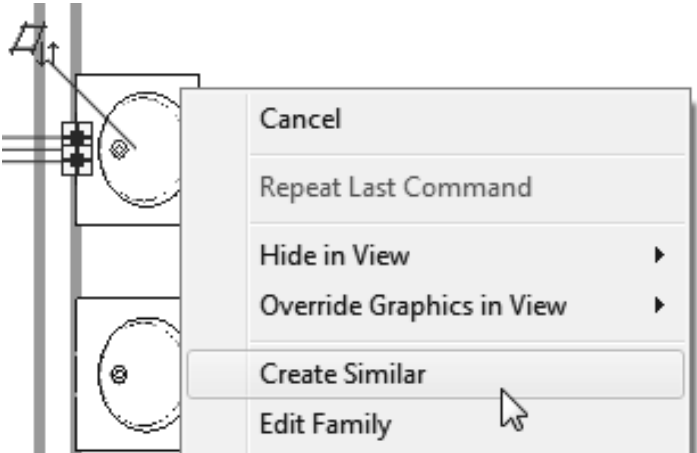 Cancel
Repeat Last Command
Hide in View
Override Graphics in View
Create Similar
Edit Family